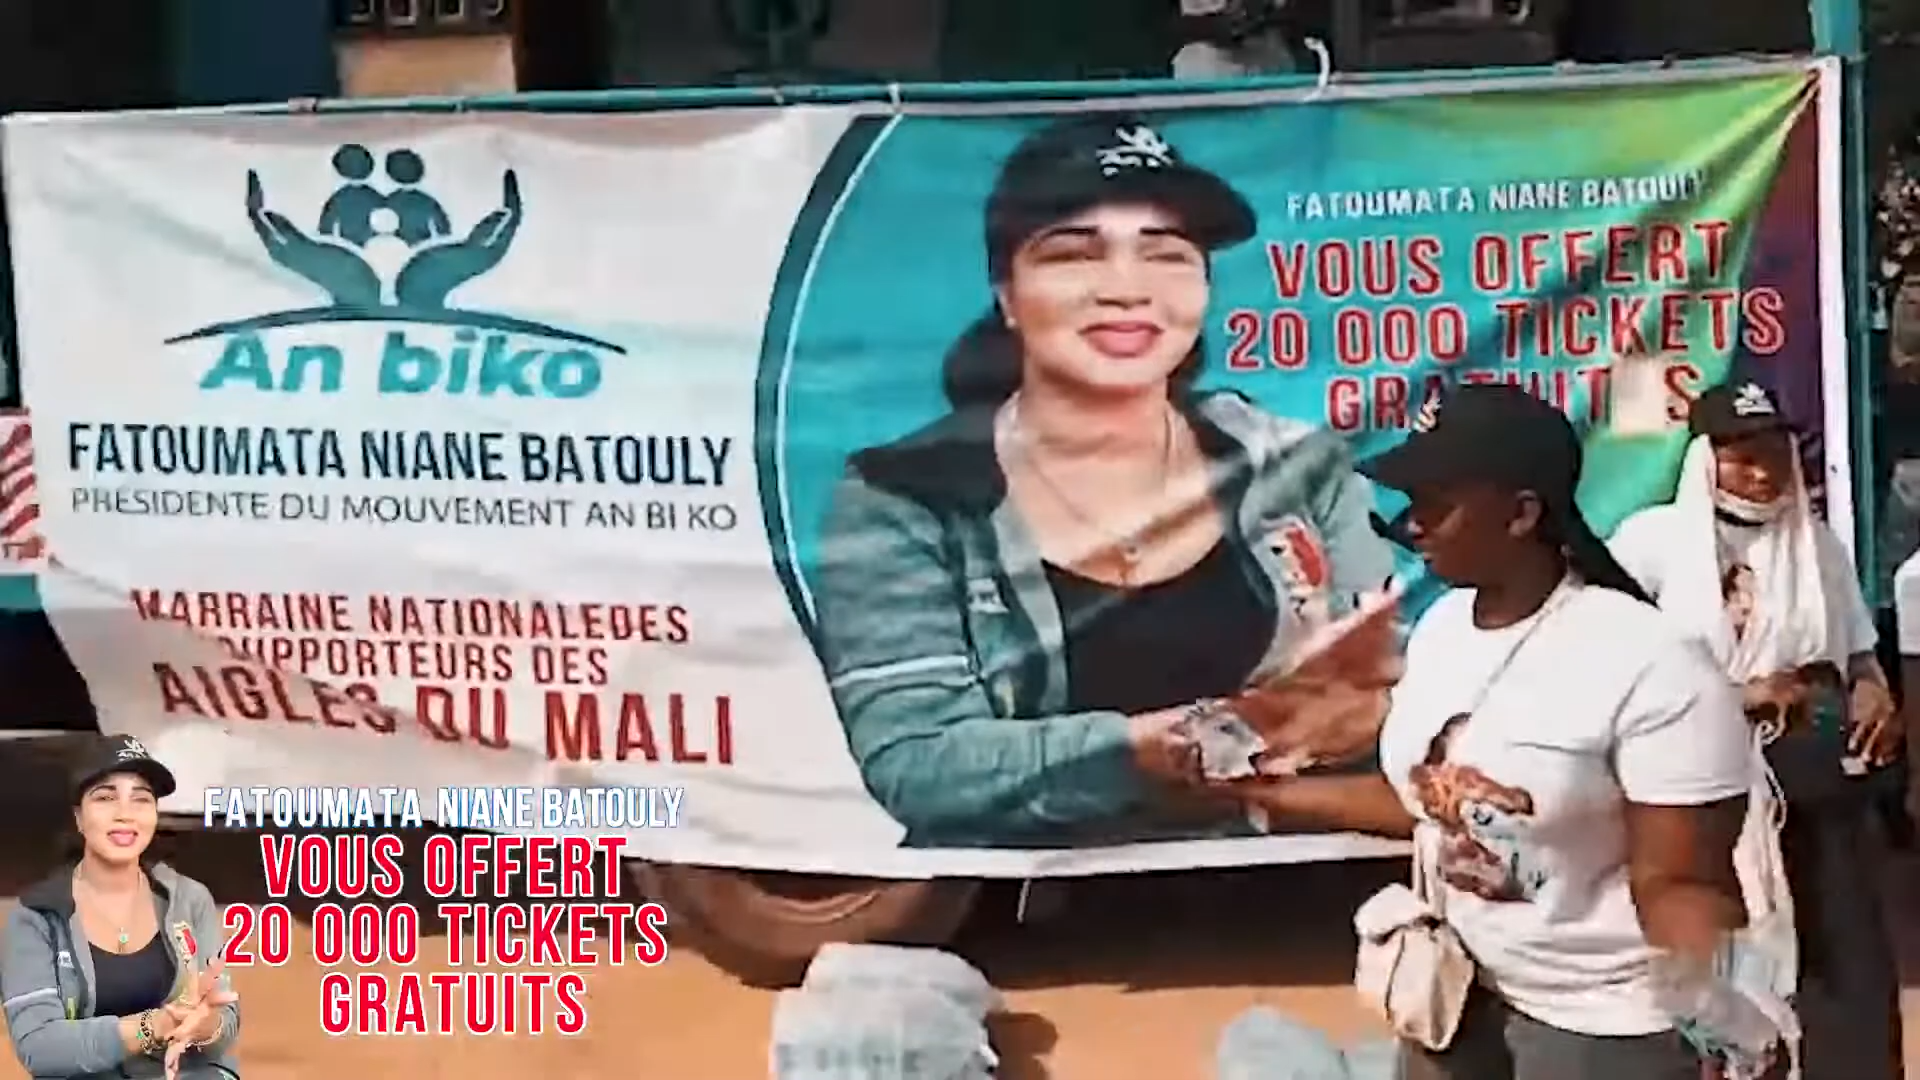 An biko
FATOUMATA NIANE BATOULY
PRÉSIDENTE DU MOUVEMENT AN BI KO
MARRAINE NATIONALEDES
SUPPORTEURS DES
AIGLES DU MALI
FATOUMATA NIANE BATOULY
VOUS OFFERT
20 000 TICKETS
FATOUMATA NIANE BATOULY
VOUS OFFERT
20 000 TICKETS
GRATUITS